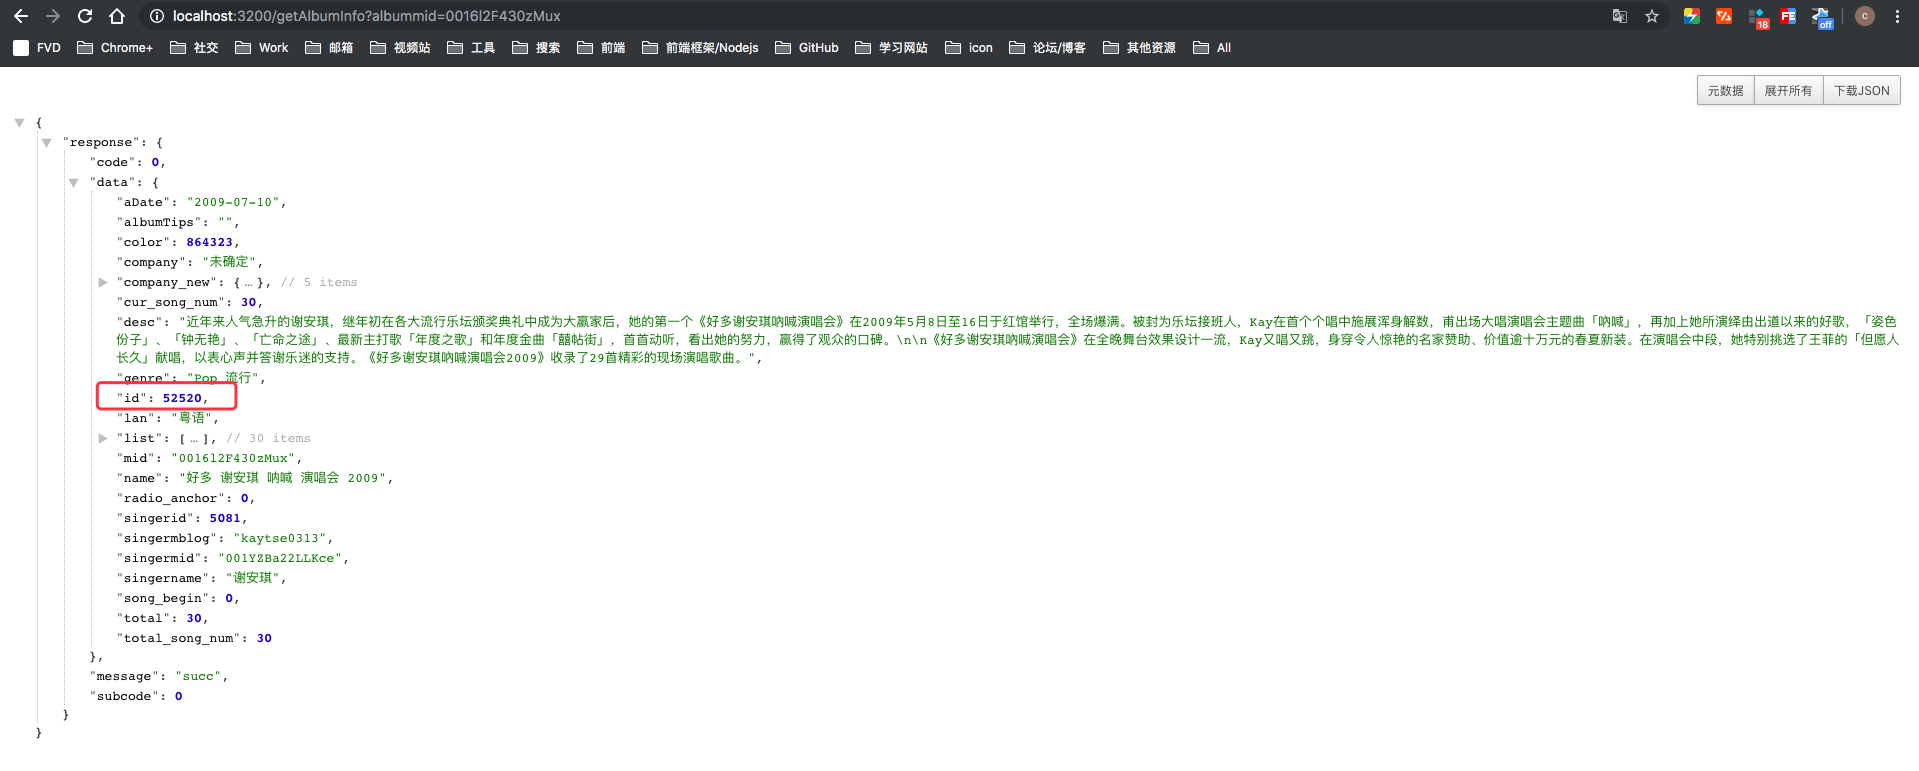 localhost:3200/getAlbumInfo?albummid=0016l2F430zMux
18
FE
off
c
FVD Chrome+ 社交 Work 邮箱 视频站 工具 搜索 前端 前端框架/Nodejs GitHub 学习网站 icon 论坛/博客 其他资源 All
元数据 展开所有 下载JSON
{
"response": {
"code": 0,
"data": {
"aDate": "2009-07-10",
"albumTips": "",
"color": 864323,
"company": "未确定",
"company_new": { … }, // 5 items
"cur_song_num": 30,
"desc": "近年来人气急升的谢安琪，继年初在各大流行乐坛颁奖典礼中成为大赢家后，她的第一个《好多谢安琪呐喊演唱会》在2009年5月8日至16日于红馆举行，全场爆满。被封为乐坛接班人，Kay在首个个唱中施展浑身解数，甫出场大唱演唱会主题曲「呐喊」，再加上她所演绎由出道以来的好歌，「姿色
份子」、「钟无艳」、「亡命之途」、最新主打歌「年度之歌」和年度金曲「囍帖街」，首首动听，看出她的努力，赢得了观众的口碑。\n\n《好多谢安琪呐喊演唱会》在全晚舞台效果设计一流，Kay又唱又跳，身穿令人惊艳的名家赞助、价值逾十万元的春夏新装。在演唱会中段，她特别挑选了王菲的「但愿人
长久」献唱，以表心声并答谢乐迷的支持。《好多谢安琪呐喊演唱会2009》收录了29首精彩的现场演唱歌曲。",
"genre": "Pop 流行",
"id": 52520,
"lan": "粤语",
"list": [ … ], // 30 items
"mid": "0016l2F430zMux",
"name": "好多 谢安琪 呐喊 演唱会 2009",
"radio_anchor": 0,
"singerid": 5081,
"singermblog": "kaytse0313",
"singermid": "001YZBa22LLKce",
"singername": "谢安琪",
"song_begin": 0,
"total": 30,
"total_song_num": 30
},
"message": "succ",
"subcode": 0
}
}